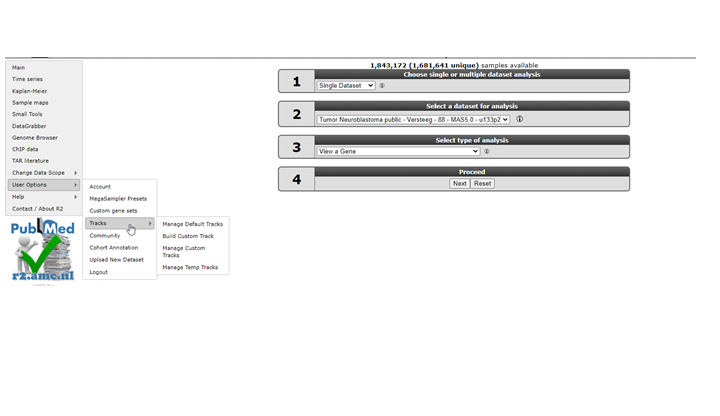 1,843,172 (1,681,641 unique) samples available
Main
Time series
Kaplan-Meier
Sample maps
Small Tools
DataGrabber
Genome Browser
ChIP data
TAR literature
Change Data Scope
User Options
Help
Contact / About R2
Account
MegaSampler Presets
Custom gene sets
Tracks
Community
Cohort Annotation
Upload New Dataset
Logout
Manage Default Tracks
Build Custom Track
Manage Custom
Tracks
Manage Temp Tracks
PubMed
r2.amc.nl
1
Choose single or multiple dataset analysis
Single Dataset
2
Select a dataset for analysis
Tumor Neuroblastoma public - Versteeg - 88 - MAS5.0 - u133p2
3
Select type of analysis
View a Gene
4
Proceed
Next Reset